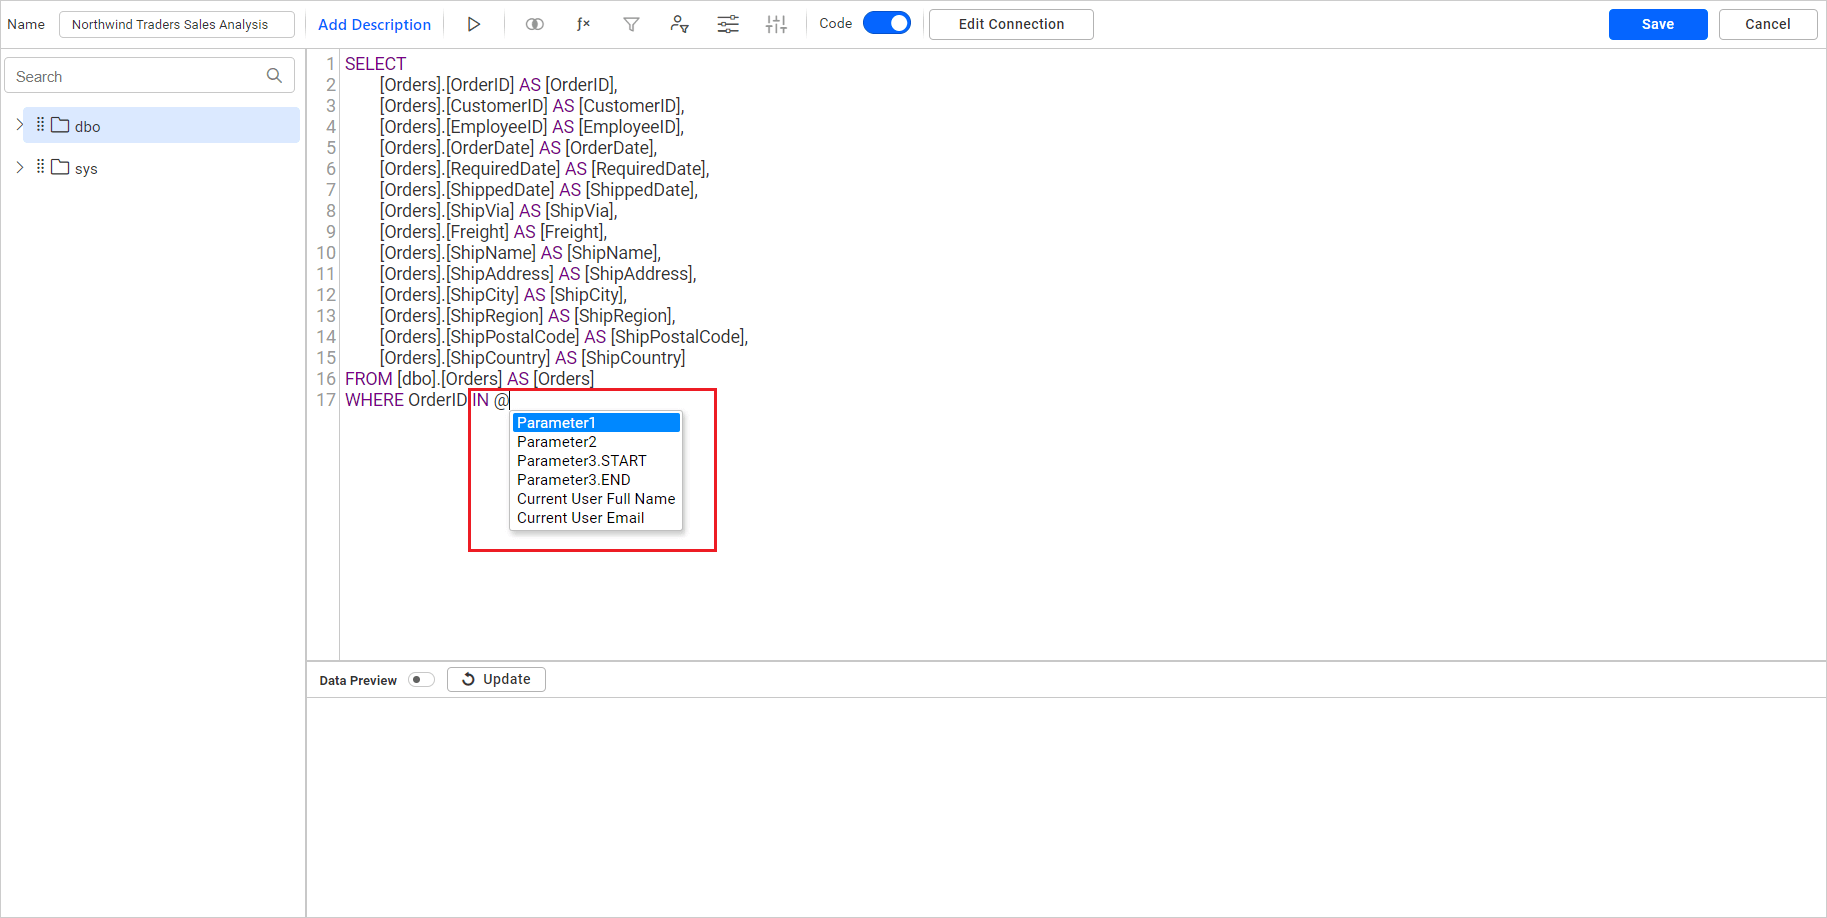 Name Northwind Traders Sales Analysis Add Description Code Edit Connection Save Cancel
Search
dbo
sys
1 SELECT
2 [Orders].[OrderID] AS [OrderID],
3 [Orders].[CustomerID] AS [CustomerID],
4 [Orders].[EmployeeID] AS [EmployeeID],
5 [Orders].[OrderDate] AS [OrderDate],
6 [Orders].[RequiredDate] AS [RequiredDate],
7 [Orders].[ShippedDate] AS [ShippedDate],
8 [Orders].[ShipVia] AS [ShipVia],
9 [Orders].[Freight] AS [Freight],
10 [Orders].[ShipName] AS [ShipName],
11 [Orders].[ShipAddress] AS [ShipAddress],
12 [Orders].[ShipCity] AS [ShipCity],
13 [Orders].[ShipRegion] AS [ShipRegion],
14 [Orders].[ShipPostalCode] AS [ShipPostalCode],
15 [Orders].[ShipCountry] AS [ShipCountry]
16 FROM [dbo].[Orders] AS [Orders]
17 WHERE OrderID IN @
Parameter1
Parameter2
Parameter3.START
Parameter3.END
Current User Full Name
Current User Email
Data Preview Update